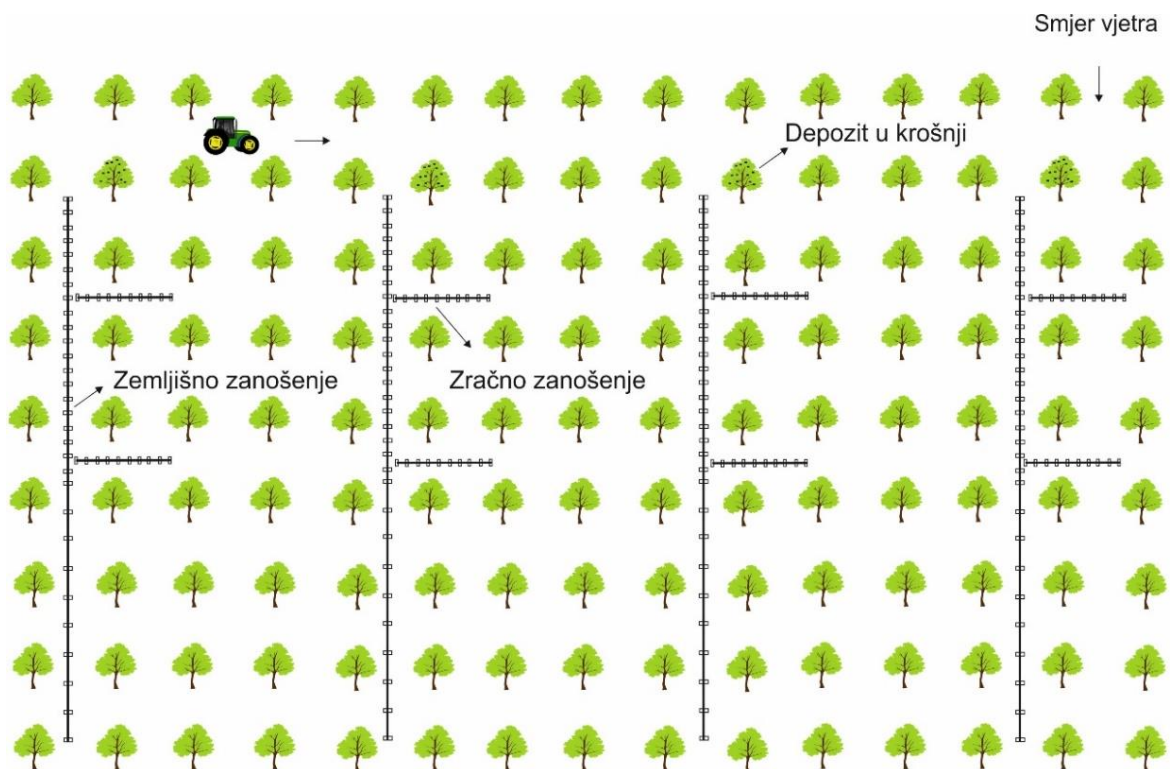 Smjer vjetra
Depozit u krošnji
Zemljišno zanošenje
Zračno zanošenje